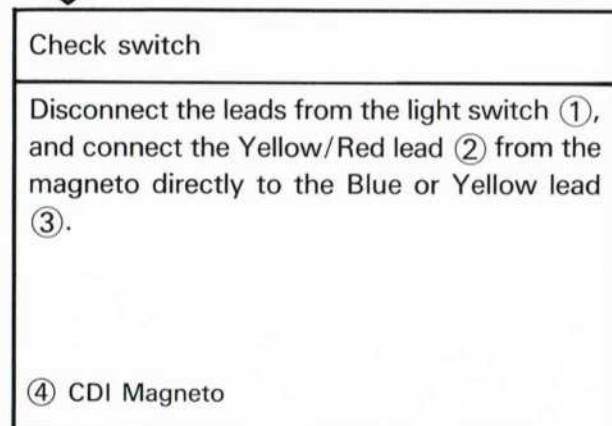 Check switch
Disconnect the leads from the light switch ①,
and connect the Yellow/Red lead ② from the
magneto directly to the Blue or Yellow lead
③.
④ CDI Magneto